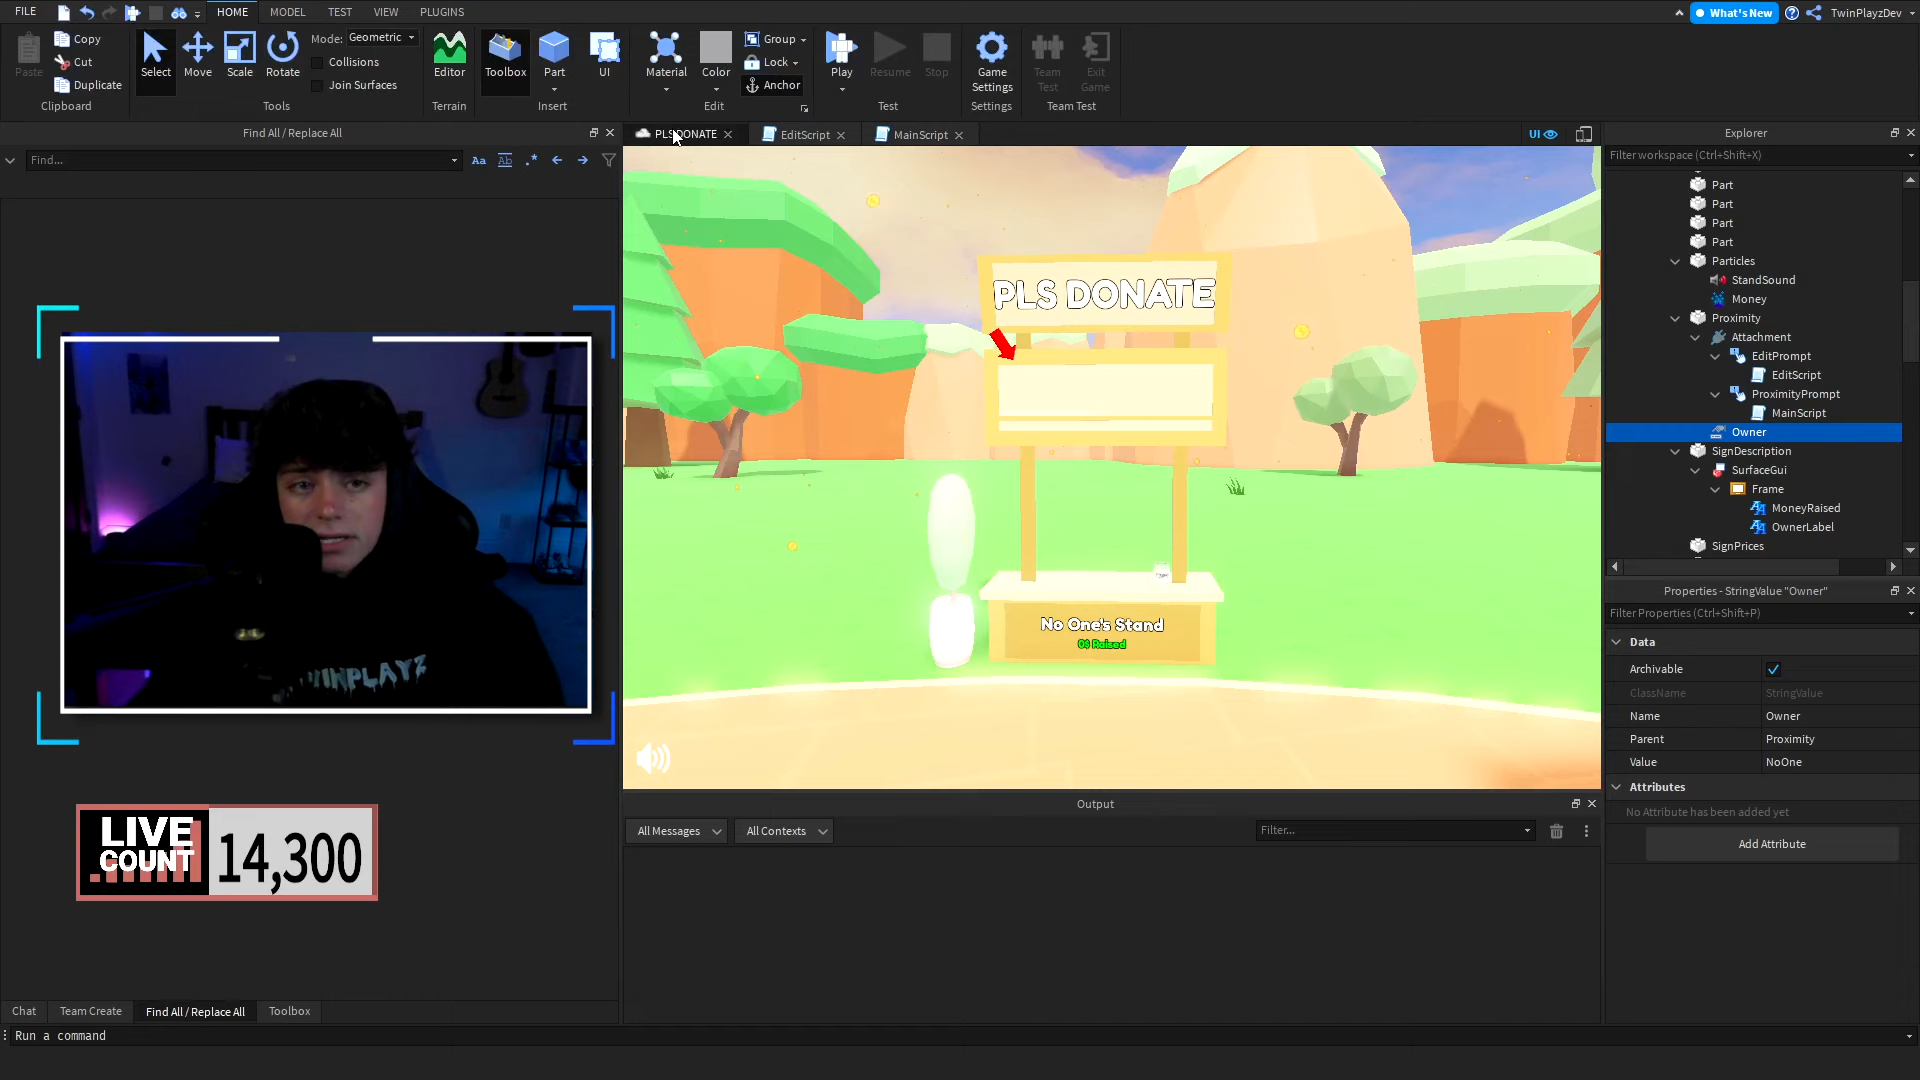 FILE
HOME
MODEL
TEST
VIEW
PLUGINS
What's New
TwinPlayzDev
Paste
Copy
Cut
Duplicate
Clipboard
Select
Move
Scale
Rotate
Mode: Geometric
Collisions
Join Surfaces
Tools
Editor
Terrain
Toolbox
Part
UI
Insert
Material
Color
Group
Lock
Anchor
Edit
Play
Resume
Stop
Test
Game
Settings
Settings
Team
Test
Exit
Game
Team Test
Find All / Replace All
Find...
Aa
Ab
.*
PLS DONATE
EditScript
MainScript
UI
Explorer
Filter workspace (Ctrl+Shift+X)
Part
Part
Part
Part
Particles
StandSound
Money
Proximity
Attachment
EditPrompt
EditScript
ProximityPrompt
MainScript
Owner
SignDescription
SurfaceGui
Frame
MoneyRaised
OwnerLabel
SignPrices
PLS DONATE
No One's Stand
0$ Raised
Properties - StringValue "Owner"
Filter Properties (Ctrl+Shift+P)
Data
Archivable
ClassName StringValue
Name Owner
Parent Proximity
Value NoOne
Attributes
No Attribute has been added yet
Add Attribute
LIVE
COUNT
14,300
Output
All Messages
All Contexts
Filter...
Chat
Team Create
Find All / Replace All
Toolbox
Run a command